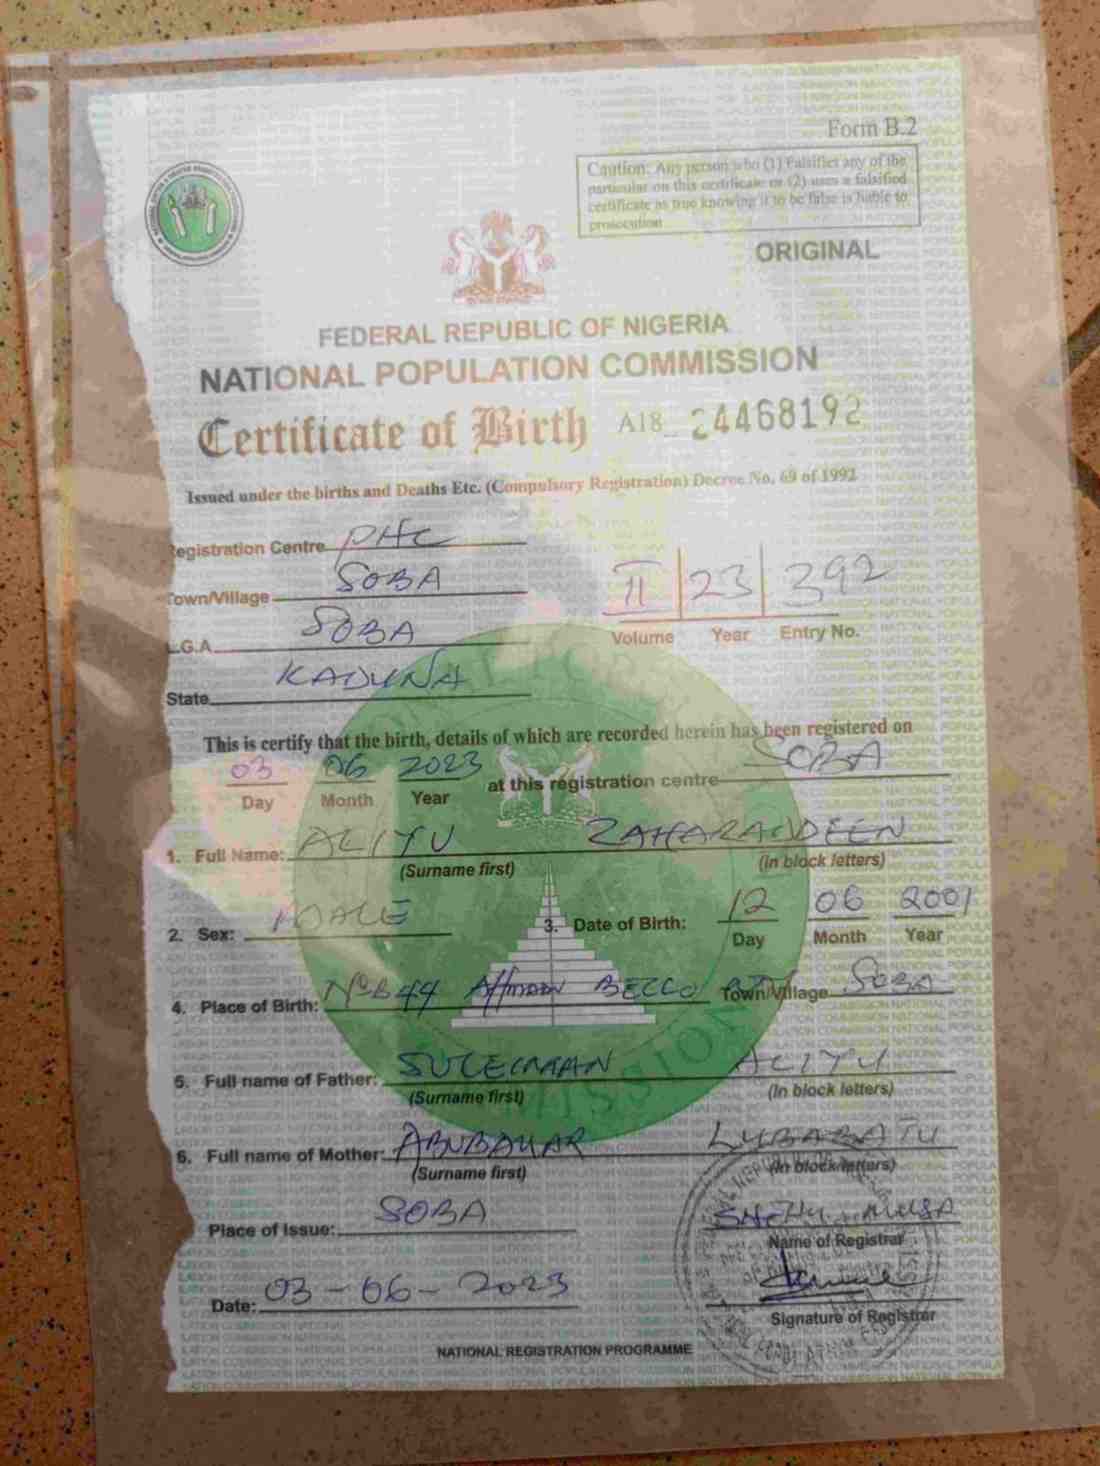 Form B.2
Caution: Any person who (1) Falsifies any of the
particular on this certificate or (2) uses a falsified
certificate as true knowing it to be false is liable to
prosecution
ORIGINAL
FEDERAL REPUBLIC OF NIGERIA
NATIONAL POPULATION COMMISSION
Certificate of Birth A18 24468192
Issued under the births and Deaths Etc. (Compulsory Registration) Decree No. 69 of 1992
Registration Centre PHC
Town/Village SOBA
II 23 392
Volume Year Entry No.
L.G.A SOBA
State KADUNA
This is certify that the birth, details of which are recorded herein has been registered on
03 06 2023 at this registration centre SOBA
Day Month Year
1. Full Name: ALIYU ZAHARADDEEN
(Surname first) (In block letters)
2. Sex: MALE 3. Date of Birth: 12 06 2001
Day Month Year
4. Place of Birth: No B44 AHMADU BELLO Town/Village SOBA
5. Full name of Father: SULEIMAN ALIYU
(Surname first) (In block letters)
6. Full name of Mother: ABUBAKAR LUBABATU
(Surname first) (In block letters)
Place of Issue: SOBA
SHEHU MUSA
Name of Registrar
Date: 03-06-2023
Signature of Registrar
NATIONAL REGISTRATION PROGRAMME